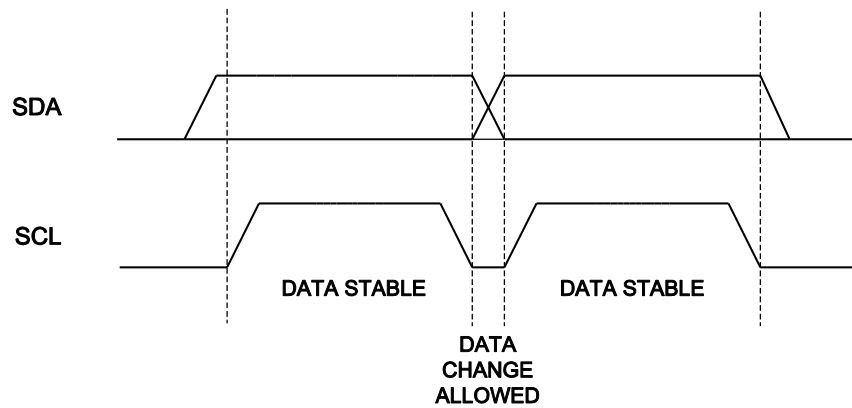 SDA
SCL
DATA STABLE
DATA STABLE
DATA
CHANGE
ALLOWED